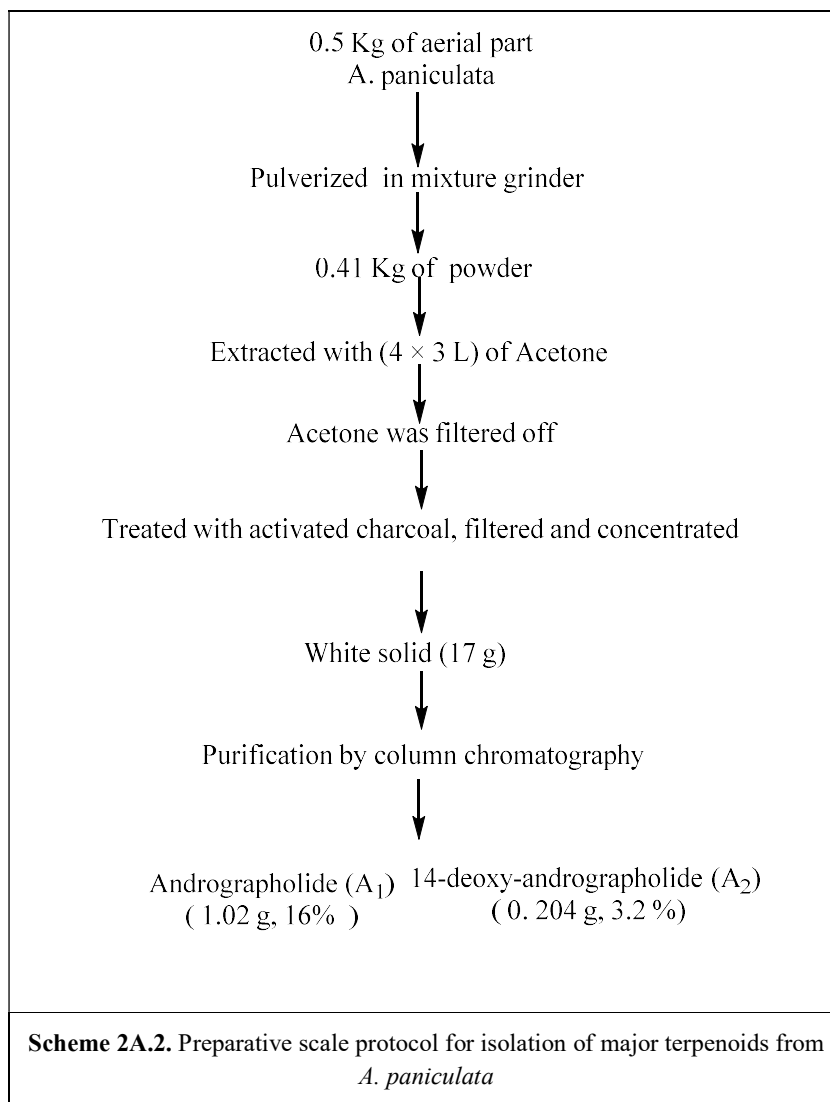 0.5 Kg of aerial part
A. paniculata
Pulverized in mixture grinder
0.41 Kg of powder
Extracted with (4 × 3 L) of Acetone
Acetone was filtered off
Treated with activated charcoal, filtered and concentrated
White solid (17 g)
Purification by column chromatography
Andrographolide (A₁) 14-deoxy-andrographolide (A₂)
( 1.02 g, 16% ) ( 0. 204 g, 3.2 %)
Scheme 2A.2. Preparative scale protocol for isolation of major terpenoids from
A. paniculata